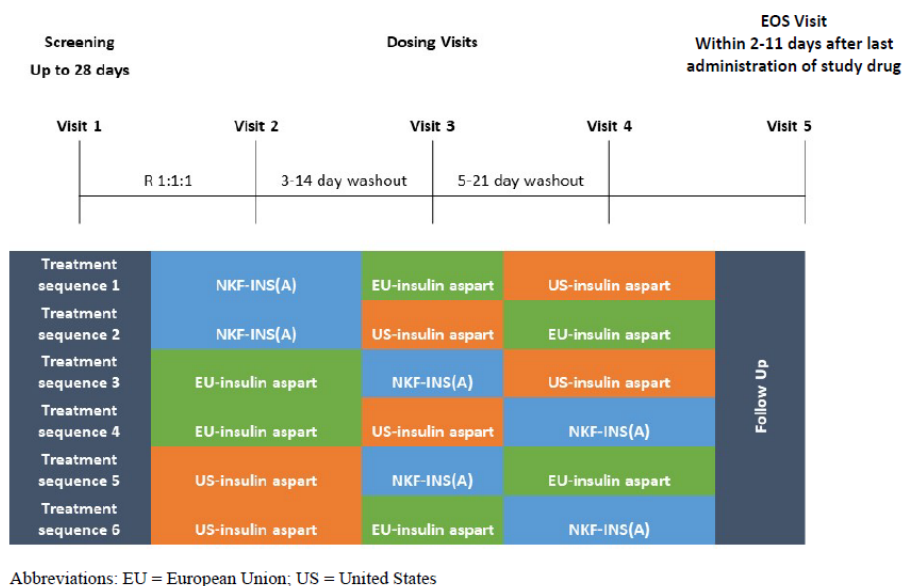 EOS Visit
Screening
Dosing Visits
Within 2-11 days after last
Up to 28 days
administration of study drug
Visit 1
Visit 2
Visit 3
Visit 4
Visit 5
R 1:1:1
3-14 day washout
5-21 day washout
Treatment
sequence 1
NKF-INS(A)
EU-insulin aspart
US-insulin aspart
Treatment
sequence 2
NKF-INS(A)
US-insulin aspart
EU-insulin aspart
Treatment
sequence 3
EU-insulin aspart
NKF-INS(A)
US-insulin aspart
Treatment
sequence 4
EU-insulin aspart
US-insulin aspart
NKF-INS(A)
Treatment
sequence 5
US-insulin aspart
NKF-INS(A)
EU-insulin aspart
Treatment
sequence 6
US-insulin aspart
EU-insulin aspart
NKF-INS(A)
Follow Up
Abbreviations: EU = European Union; US = United States